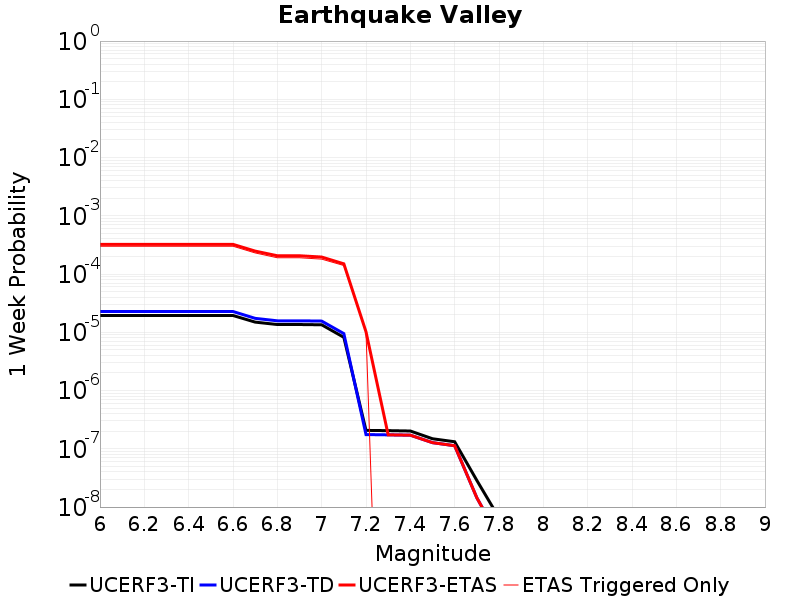 Earthquake Valley
1 Week Probability
10^0
10^-1
10^-2
10^-3
10^-4
10^-5
10^-6
10^-7
10^-8
6 6.2 6.4 6.6 6.8 7 7.2 7.4 7.6 7.8 8 8.2 8.4 8.6 8.8 9
Magnitude
UCERF3-TI UCERF3-TD UCERF3-ETAS ETAS Triggered Only